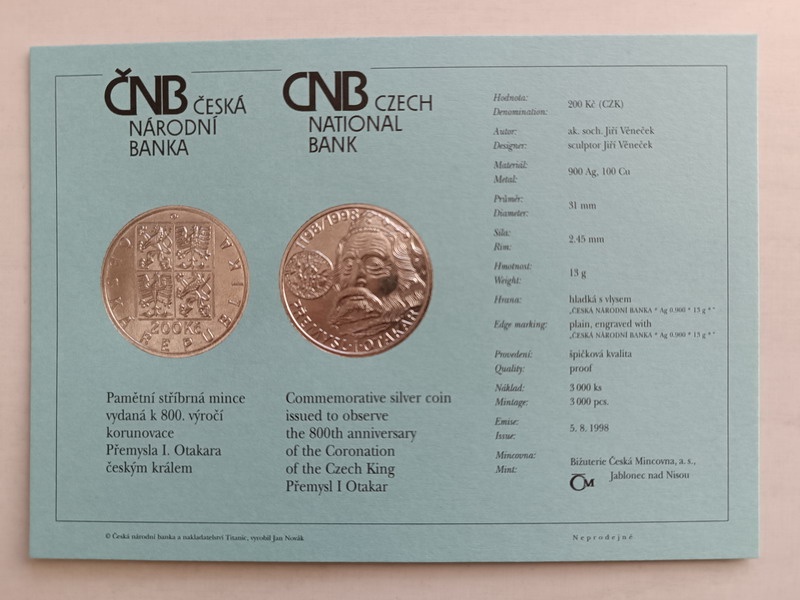 ČNB ČESKÁ
NÁRODNÍ
BANKA
CNB CZECH
NATIONAL
BANK
ČESKÁ REPUBLIKA
200 Kč
1198/1998
PŘEMYSL·I·OTAKAR
Pamětní stříbrná mince
vydaná k 800. výročí
korunovace
Přemysla I. Otakara
českým králem
Commemorative silver coin
issued to observe
the 800th anniversary
of the Coronation
of the Czech King
Přemysl I Otakar
Hodnota:
Denomination:
200 Kč (CZK)
Autor: ak. soch. Jiří Věneček
Designer: sculptor Jiří Věneček
Materiál:
Metal:
900 Ag, 100 Cu
Průměr:
Diameter:
31 mm
Síla:
Rim:
2.45 mm
Hmotnost:
Weight:
13 g
Hrana: hladká s vlysem
„ČESKÁ NÁRODNÍ BANKA * Ag 0.900 * 13 g *“
Edge marking: plain, engraved with
„ČESKÁ NÁRODNÍ BANKA * Ag 0.900 * 13 g *“
Provedení: špičková kvalita
Quality: proof
Náklad: 3 000 ks
Mintage: 3 000 pcs.
Emise:
Issue:
5. 8. 1998
Mincovna:
Mint:
Bižuterie Česká Mincovna, a. s.,
ČM Jablonec nad Nisou
© Česká národní banka a nakladatelství Titanic, vyrobil Jan Novák
Neprodejné